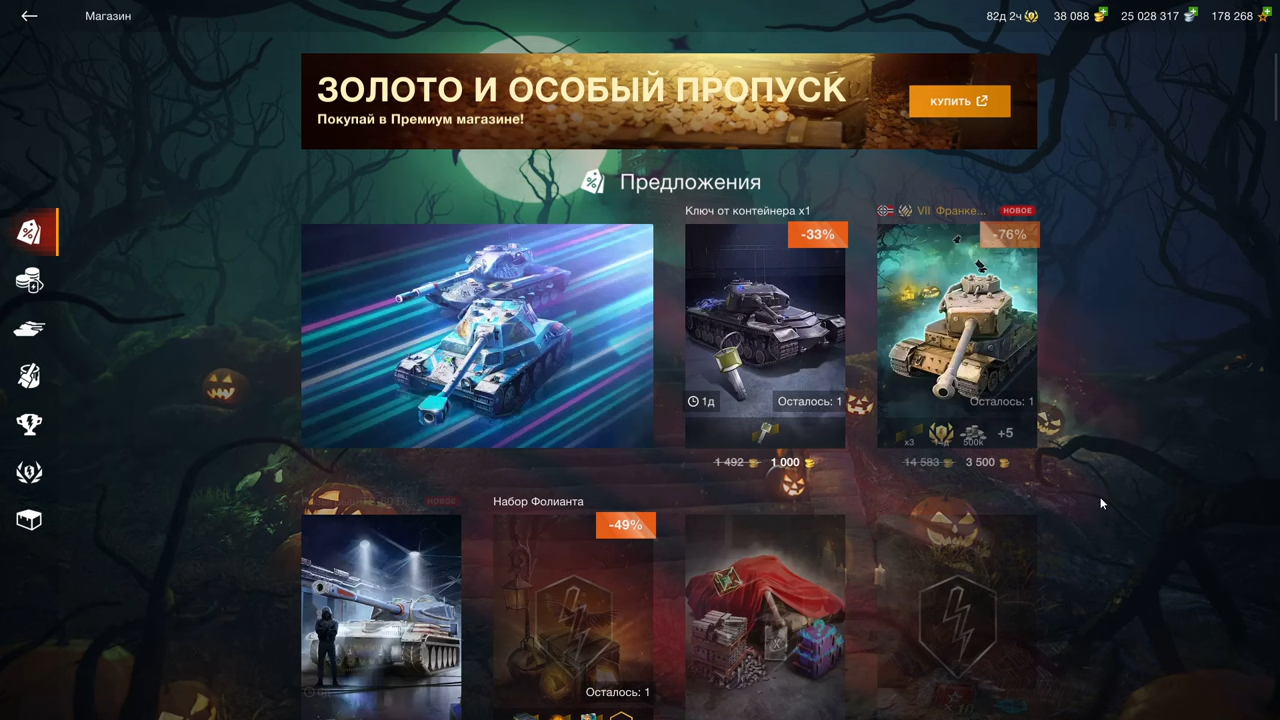 Магазин
82д 2ч
38 088
25 028 317
178 268
ЗОЛОТО И ОСОБЫЙ ПРОПУСК
Покупай в Премиум магазине!
КУПИТЬ
Предложения
Ключ от контейнера x1
VII Франке...
НОВОЕ
-33%
-76%
1д
Осталось: 1
Осталось: 1
x3
14д
500k
+5
1 492
1 000
14 583
3 500
НОВОЕ
Набор Фолианта
-49%
Осталось: 1